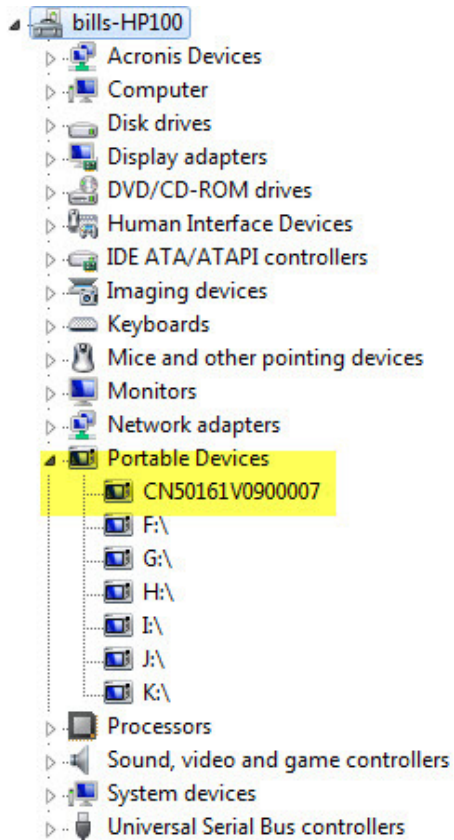 bills-HP100
Acronis Devices
Computer
Disk drives
Display adapters
DVD/CD-ROM drives
Human Interface Devices
IDE ATA/ATAPI controllers
Imaging devices
Keyboards
Mice and other pointing devices
Monitors
Network adapters
Portable Devices
CN50161V0900007
F:\
G:\
H:\
I:\
J:\
K:\
Processors
Sound, video and game controllers
System devices
Universal Serial Bus controllers